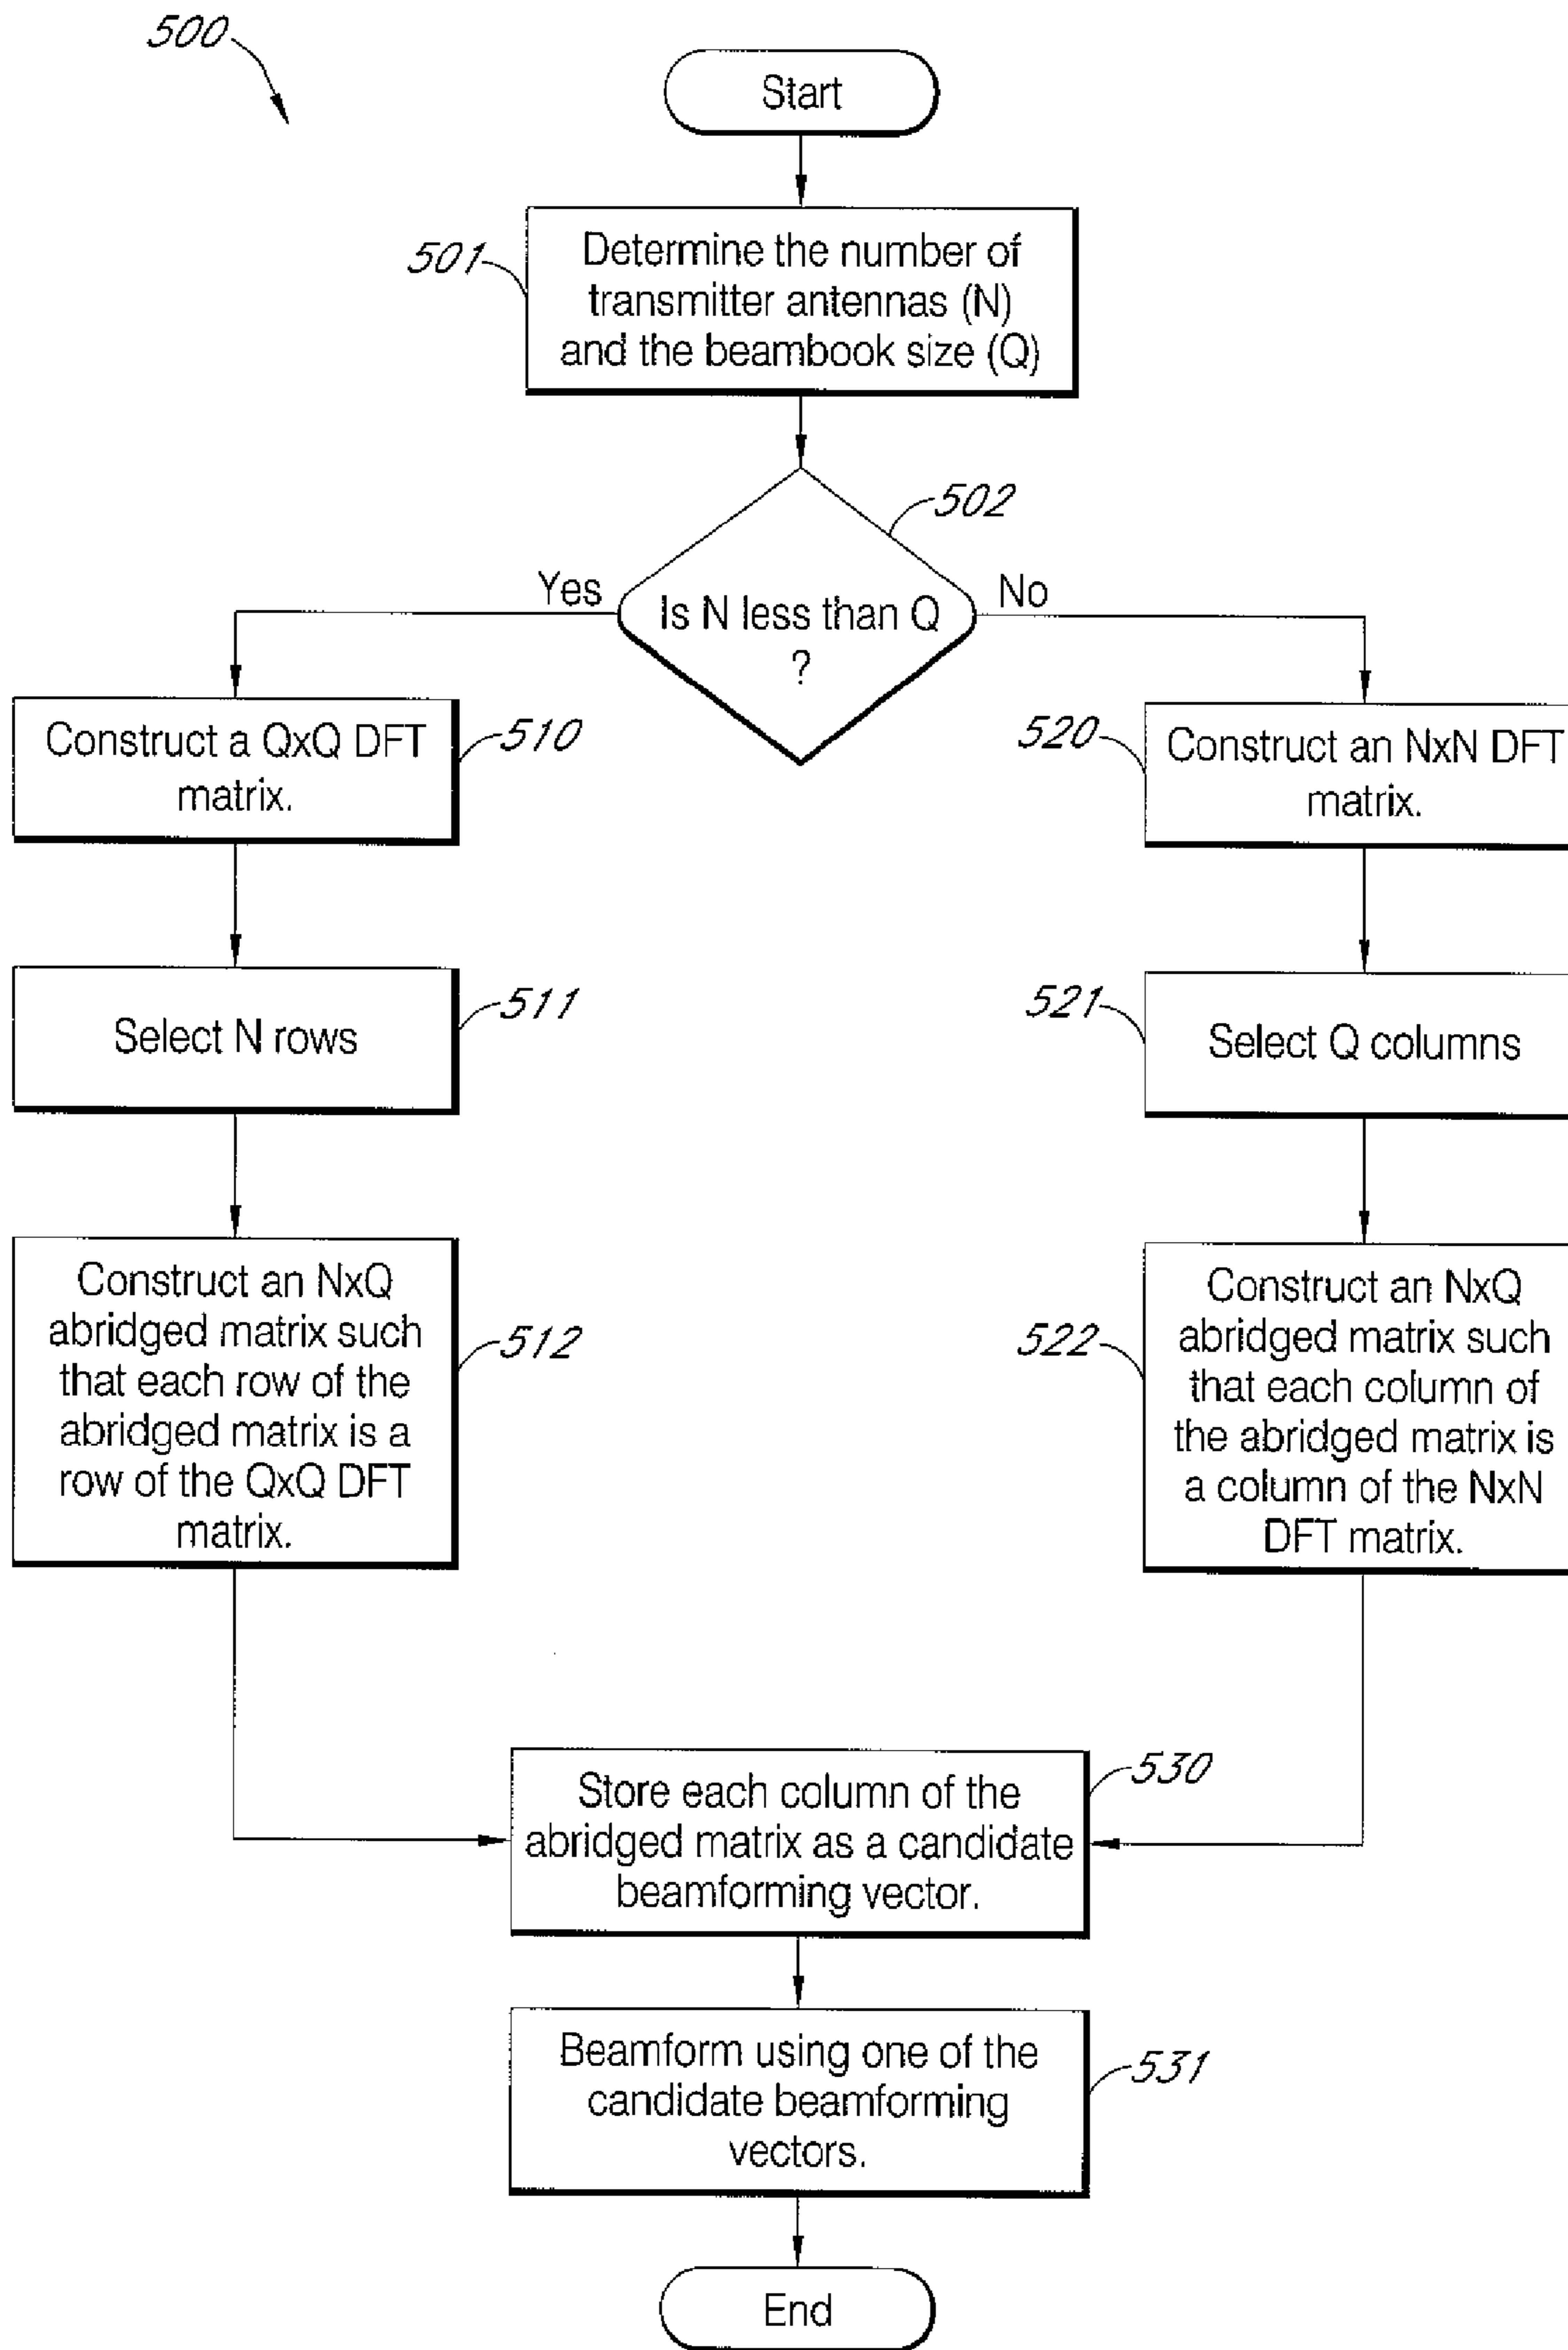 500
Start
501
Determine the number of
transmitter antennas (N)
and the beambook size (Q)
502
Yes
Is N less than Q
?
No
Construct a QxQ DFT
matrix.
510
520
Construct an NxN DFT
matrix.
Select N rows
511
521
Select Q columns
Construct an NxQ
abridged matrix such
that each row of the
abridged matrix is a
row of the QxQ DFT
matrix.
512
522
Construct an NxQ
abridged matrix such
that each column of
the abridged matrix is
a column of the NxN
DFT matrix.
Store each column of the
abridged matrix as a candidate
beamforming vector.
530
Beamform using one of the
candidate beamforming
vectors.
531
End